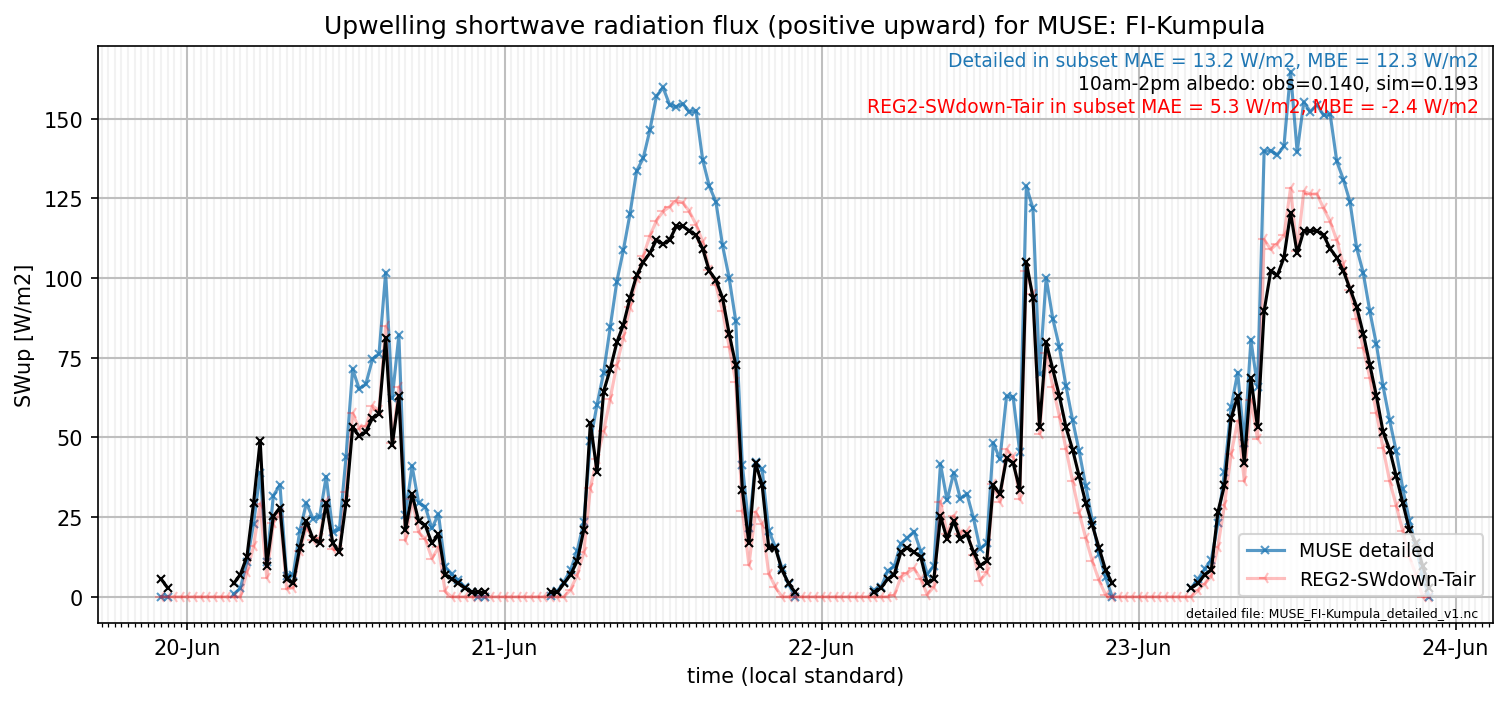 Upwelling shortwave radiation flux (positive upward) for MUSE: FI-Kumpula
Detailed in subset MAE = 13.2 W/m2, MBE = 12.3 W/m2
10am-2pm albedo: obs=0.140, sim=0.193
REG2-SWdown-Tair in subset MAE = 5.3 W/m2, MBE = -2.4 W/m2
SWup [W/m2]
150
125
100
75
50
25
0
MUSE detailed
REG2-SWdown-Tair
detailed file: MUSE_FI-Kumpula_detailed_v1.nc
20-Jun 21-Jun 22-Jun 23-Jun 24-Jun
time (local standard)